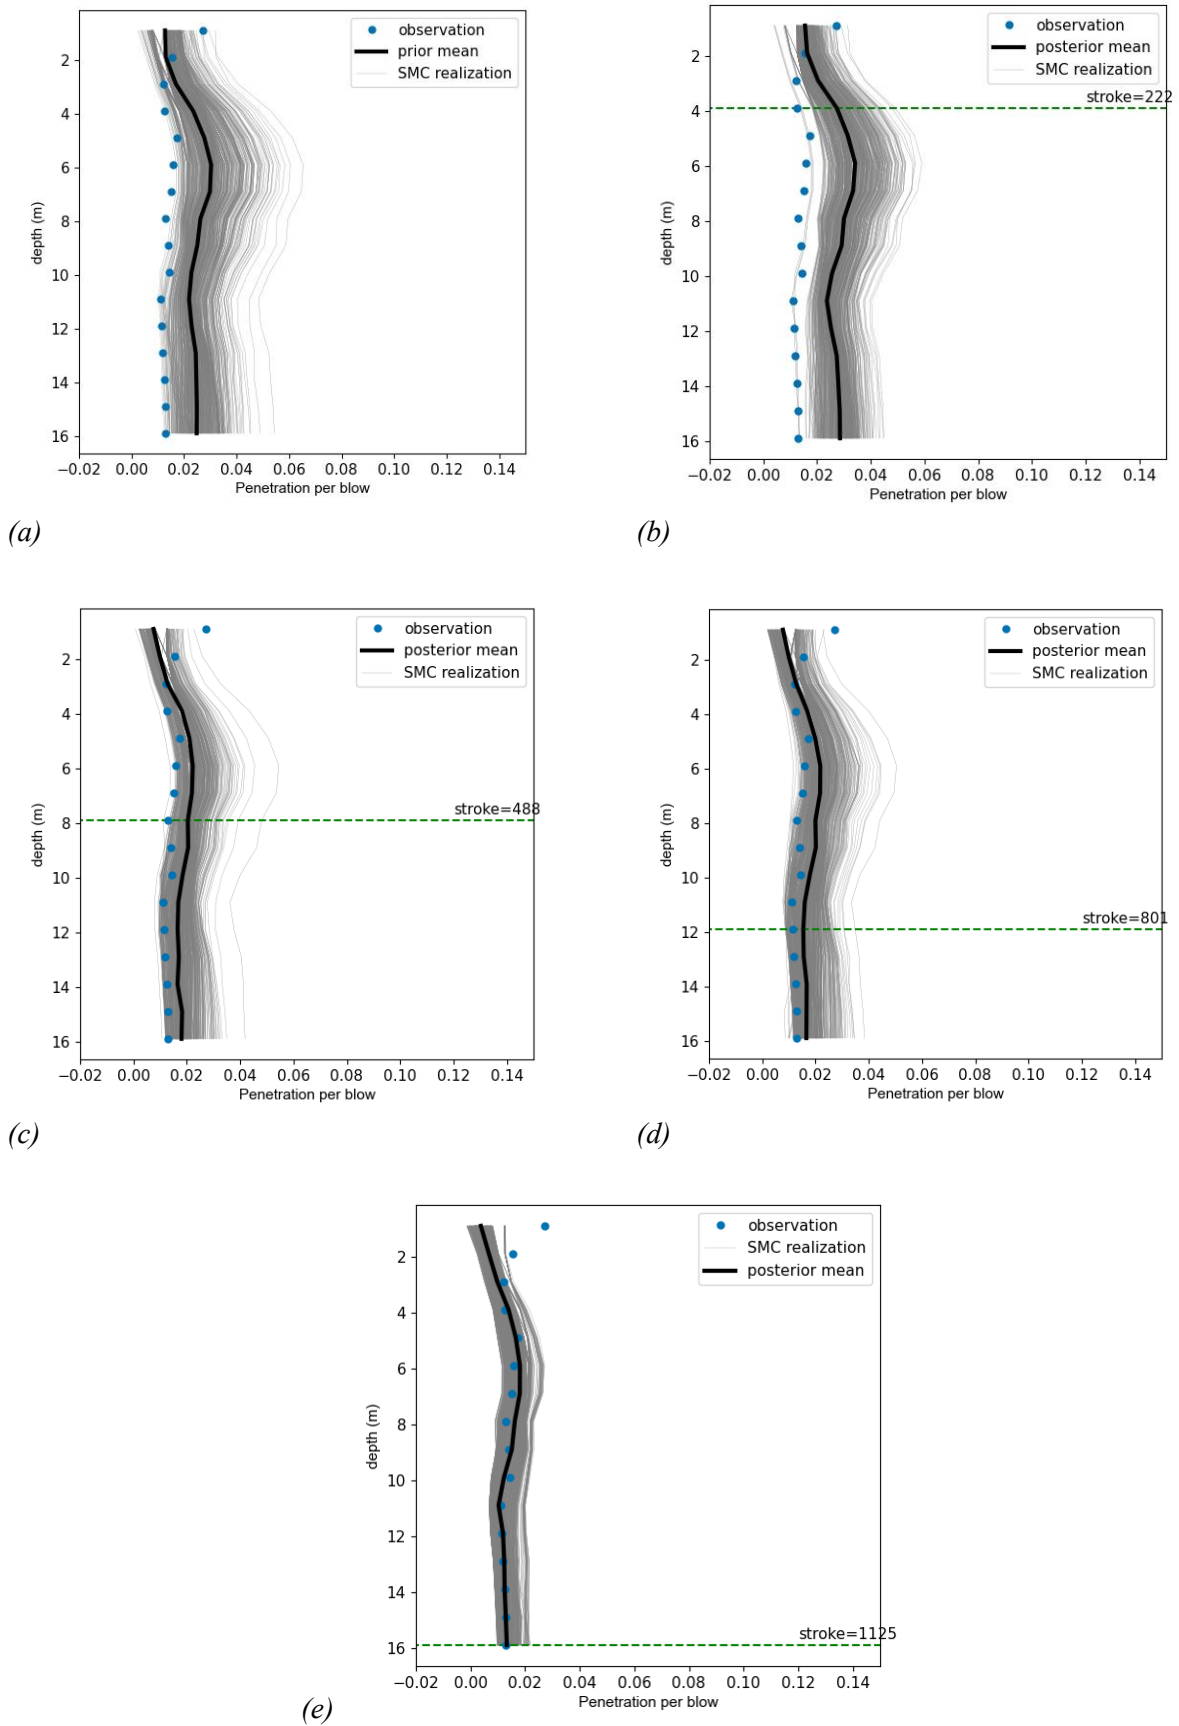 observation
prior mean
SMC realization
2
4
6
8
10
12
14
16
depth (m)
−0.02 0.00 0.02 0.04 0.06 0.08 0.10 0.12 0.14
Penetration per blow
(a)
observation
posterior mean
SMC realization
stroke=222
2
4
6
8
10
12
14
16
depth (m)
−0.02 0.00 0.02 0.04 0.06 0.08 0.10 0.12 0.14
Penetration per blow
(b)
observation
posterior mean
SMC realization
stroke=488
2
4
6
8
10
12
14
16
depth (m)
−0.02 0.00 0.02 0.04 0.06 0.08 0.10 0.12 0.14
Penetration per blow
(c)
observation
posterior mean
SMC realization
stroke=801
2
4
6
8
10
12
14
16
depth (m)
−0.02 0.00 0.02 0.04 0.06 0.08 0.10 0.12 0.14
Penetration per blow
(d)
observation
SMC realization
posterior mean
stroke=1125
2
4
6
8
10
12
14
16
depth (m)
−0.02 0.00 0.02 0.04 0.06 0.08 0.10 0.12 0.14
Penetration per blow
(e)